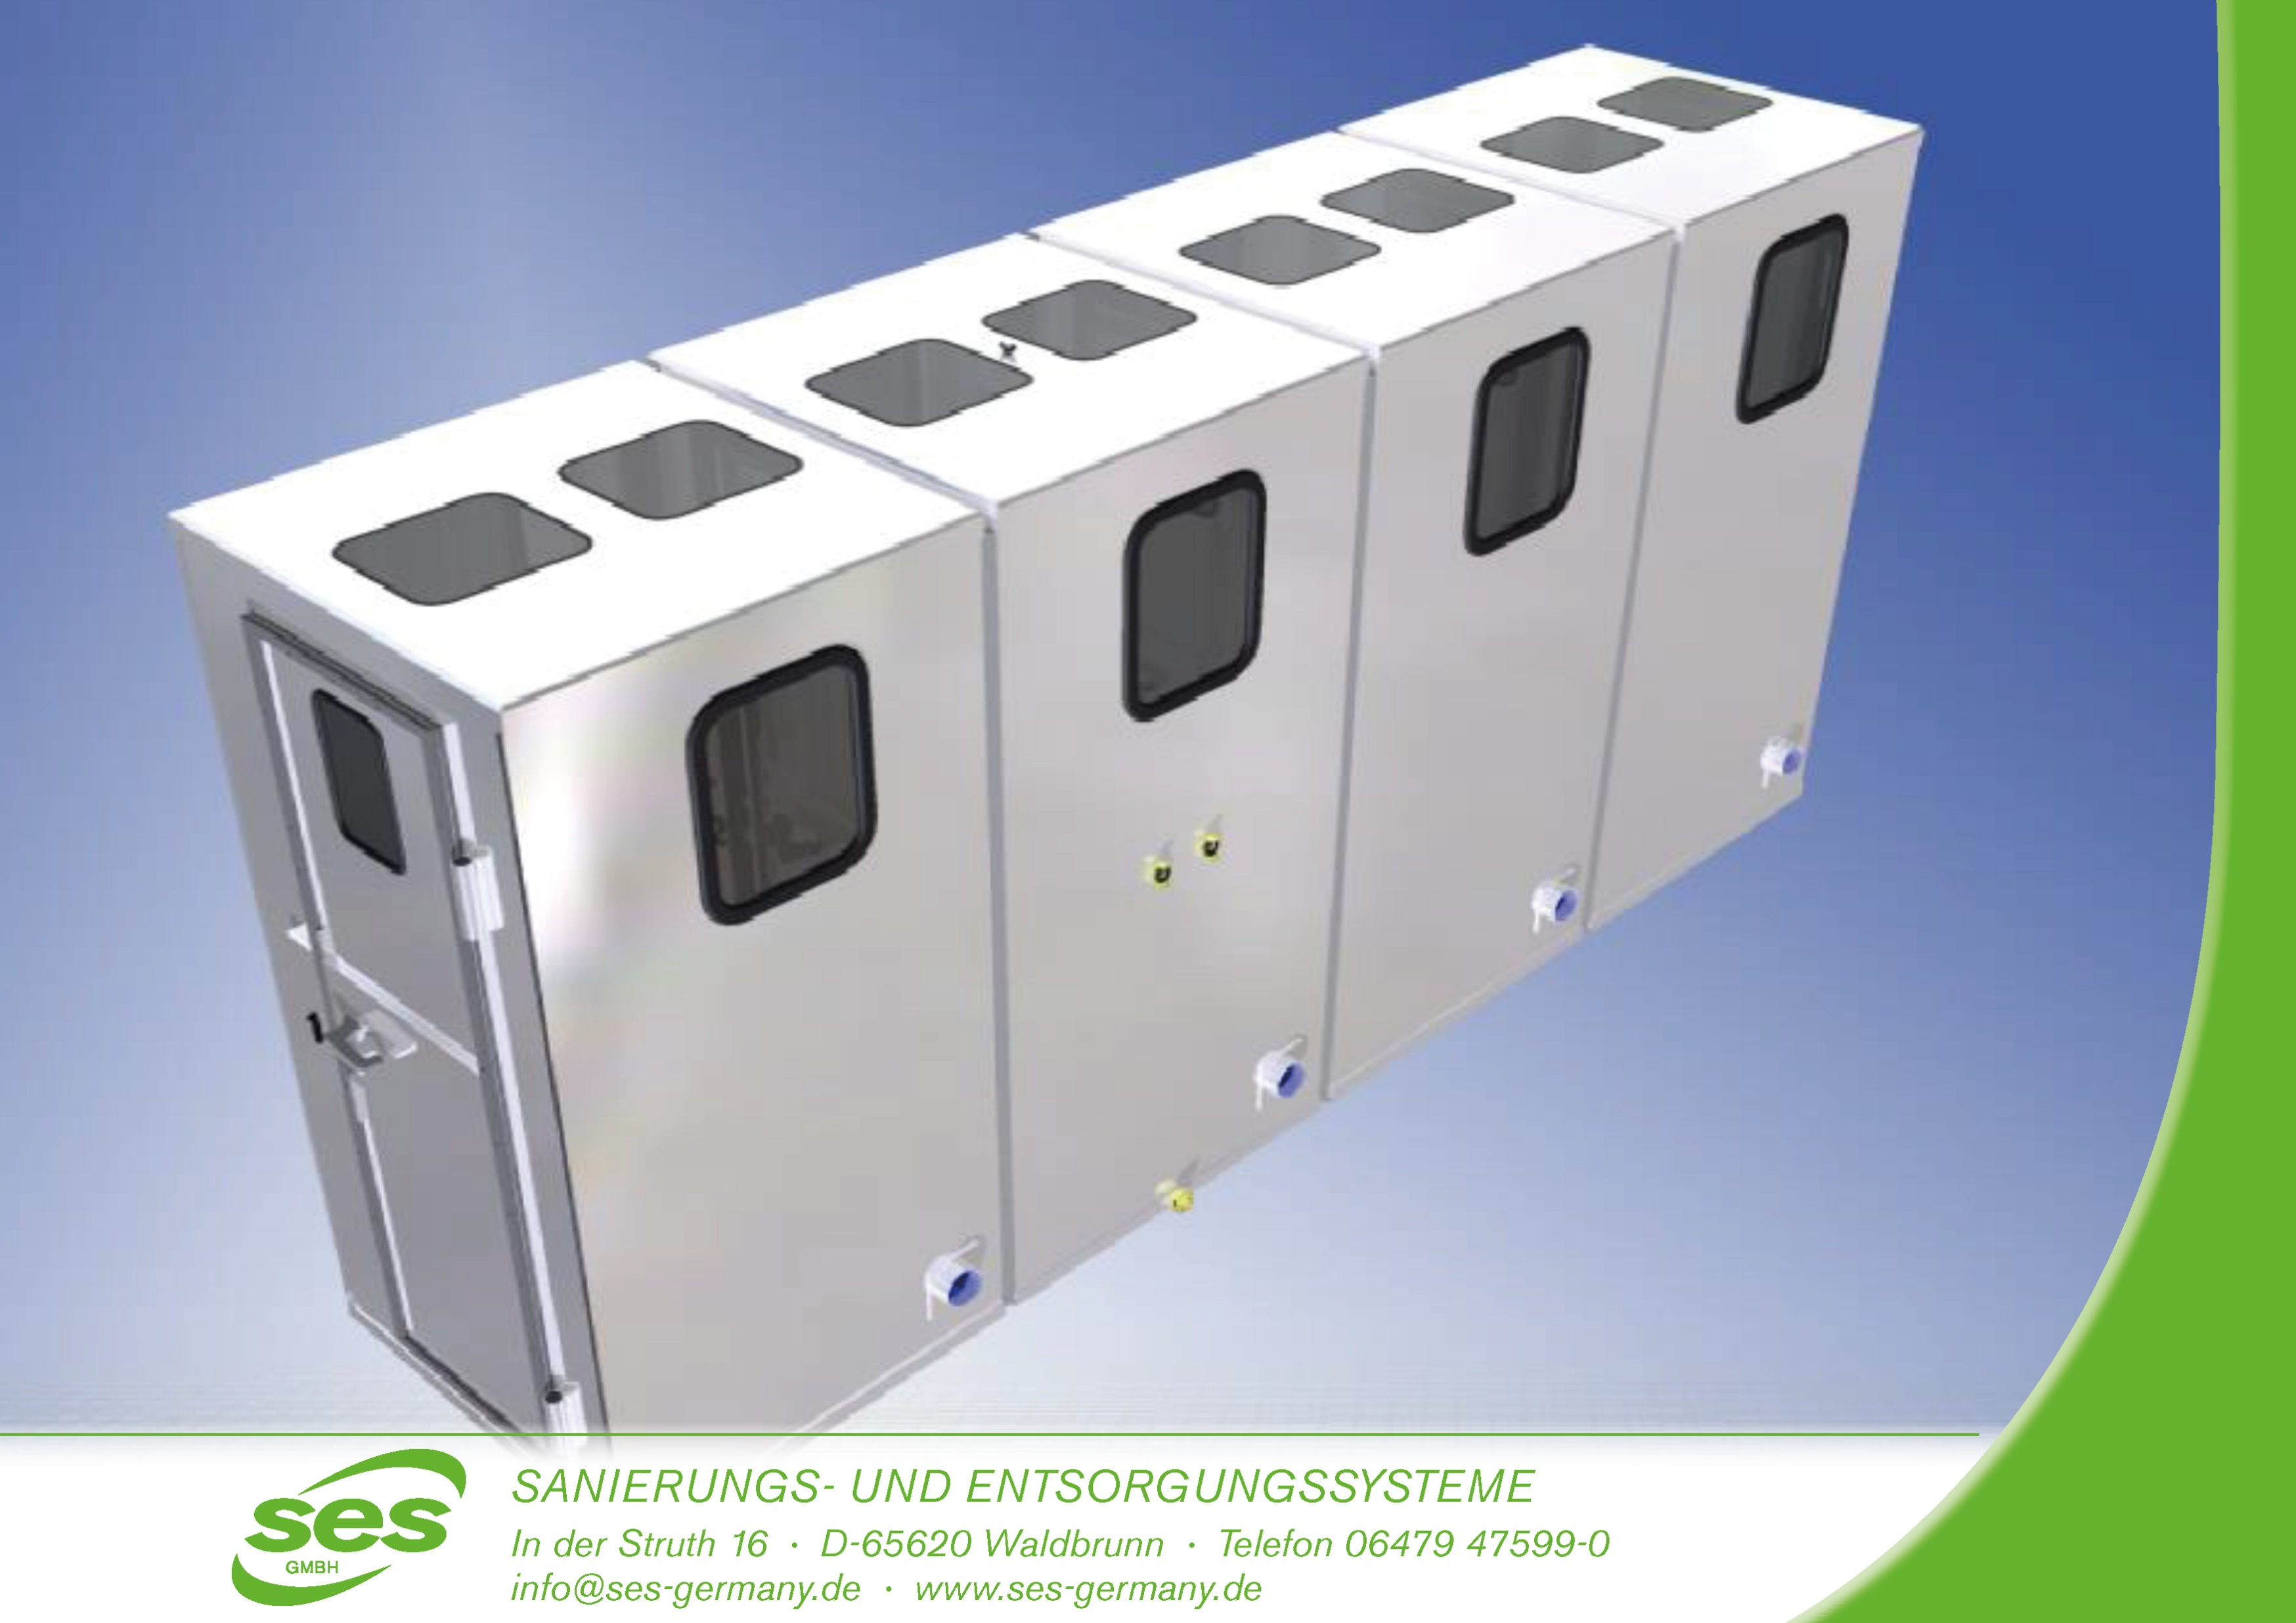 ses
GMBH
SANIERUNGS- UND ENTSORGUNGSSYSTEME
In der Struth 16 · D-65620 Waldbrunn · Telefon 06479 47599-0
info@ses-germany.de · www.ses-germany.de